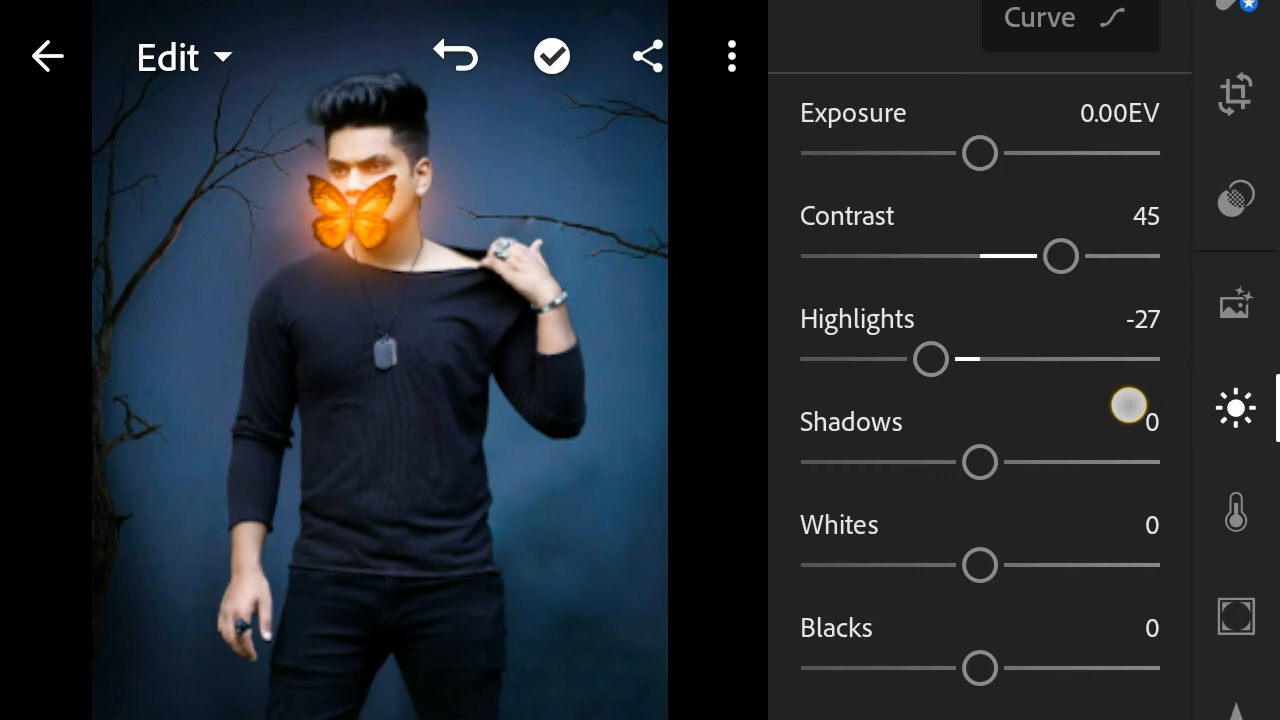 Edit
Curve
Exposure 0.00EV
Contrast 45
Highlights -27
Shadows 0
Whites 0
Blacks 0